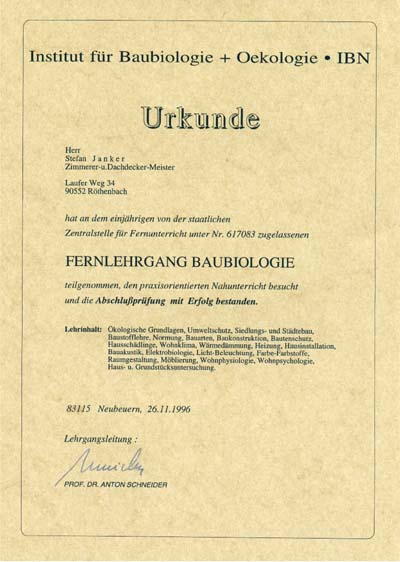 Institut für Baubiologie + Oekologie • IBN
Urkunde
Herr
Stefan Janker
Zimmerer-u.Dachdecker-Meister
Laufer Weg 34
90552 Röthenbach
hat an dem einjährigen von der staatlichen
Zentralstelle für Fernunterricht unter Nr. 617083 zugelassenen
FERNLEHRGANG BAUBIOLOGIE
teilgenommen, den praxisorientierten Nahunterricht besucht
und die Abschlußprüfung mit Erfolg bestanden.
Lehrinhalt: Ökologische Grundlagen, Umweltschutz, Siedlungs- und Städtebau,
Baustofflehre, Normung, Bauarten, Baukonstruktion, Bautenschutz,
Hausschädlinge, Wohnklima, Wärmedämmung, Heizung, Hausinstallation,
Bauakustik, Elektrobiologie, Licht-Beleuchtung, Farbe-Farbstoffe,
Raumgestaltung, Möblierung, Wohnphysiologie, Wohnpsychologie,
Haus- u. Grundstücksuntersuchung.
83115 Neubeuern, 26.11.1996
Lehrgangsleitung :
PROF. DR. ANTON SCHNEIDER